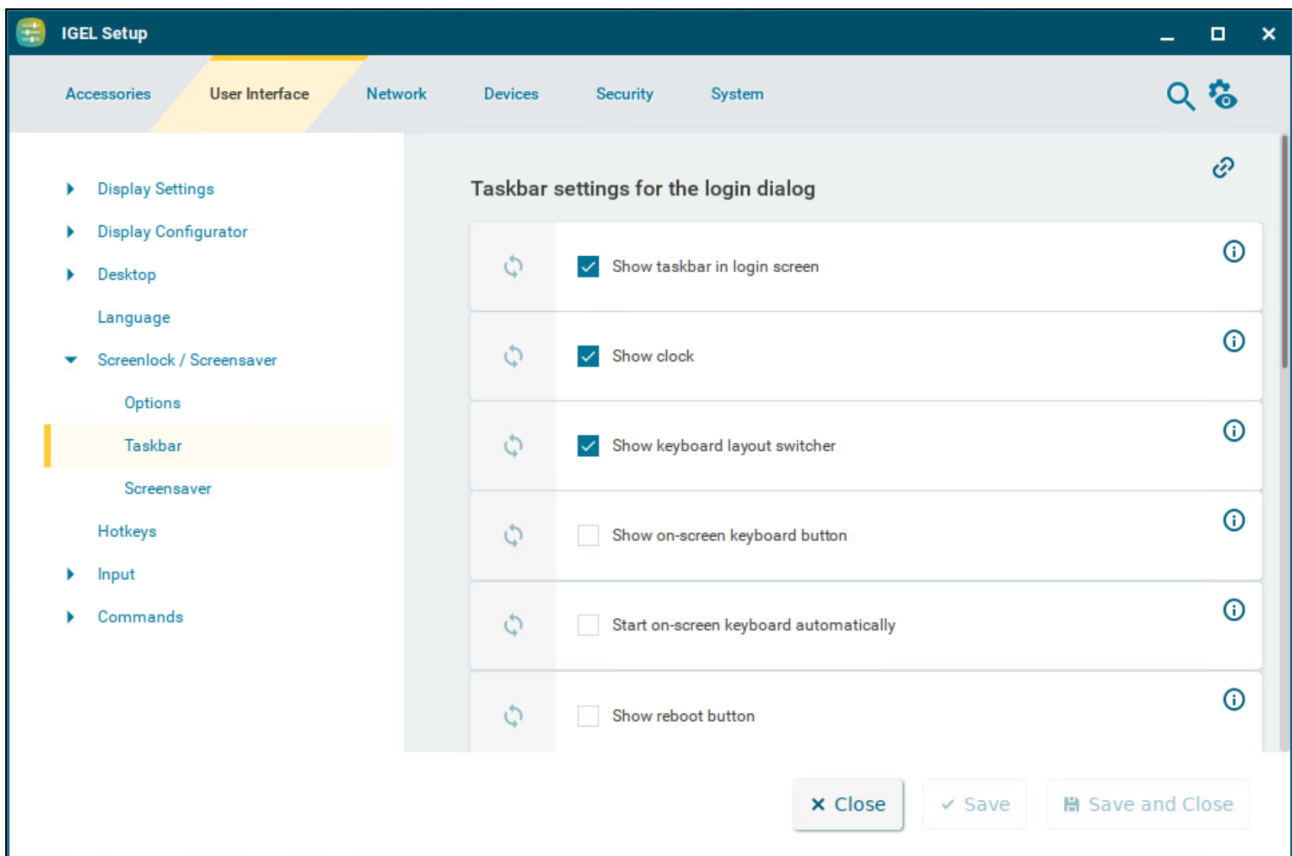 IGEL Setup
Accessories User Interface Network Devices Security System
Display Settings
Display Configurator
Desktop
Language
Screenlock / Screensaver
Options
Taskbar
Screensaver
Hotkeys
Input
Commands
Taskbar settings for the login dialog
Show taskbar in login screen
Show clock
Show keyboard layout switcher
Show on-screen keyboard button
Start on-screen keyboard automatically
Show reboot button
Close Save Save and Close